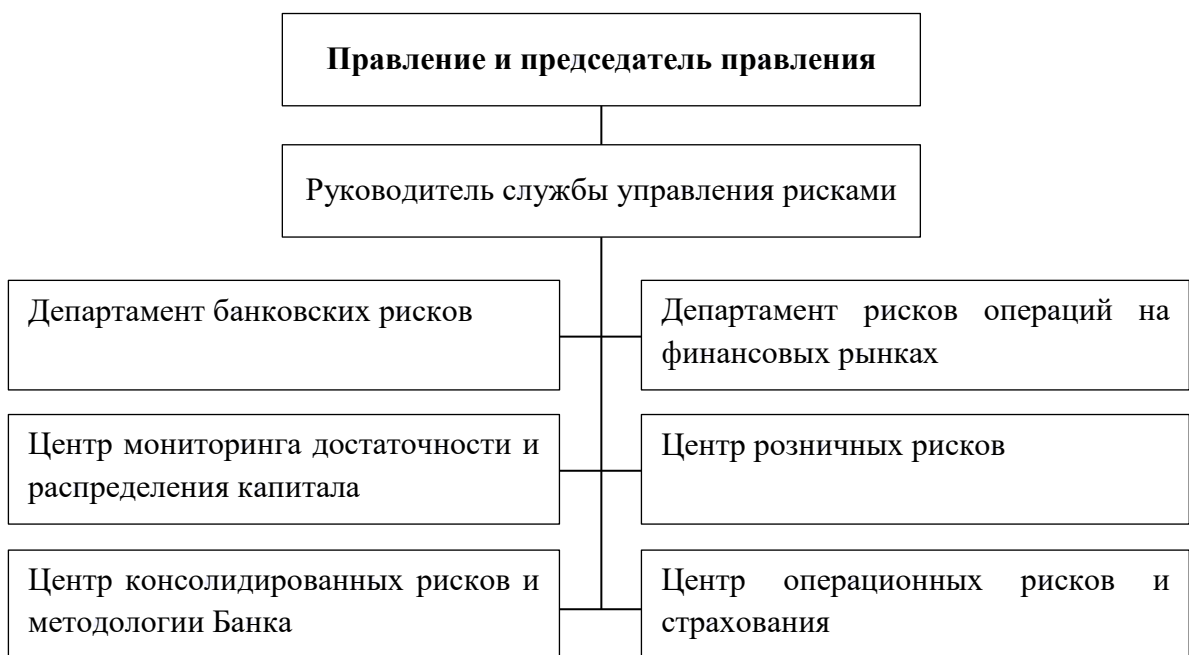 Правление и председатель правления
Руководитель службы управления рисками
Департамент банковских рисков
Департамент рисков операций на
финансовых рынках
Центр мониторинга достаточности и
распределения капитала
Центр розничных рисков
Центр консолидированных рисков и
методологии Банка
Центр операционных рисков и
страхования